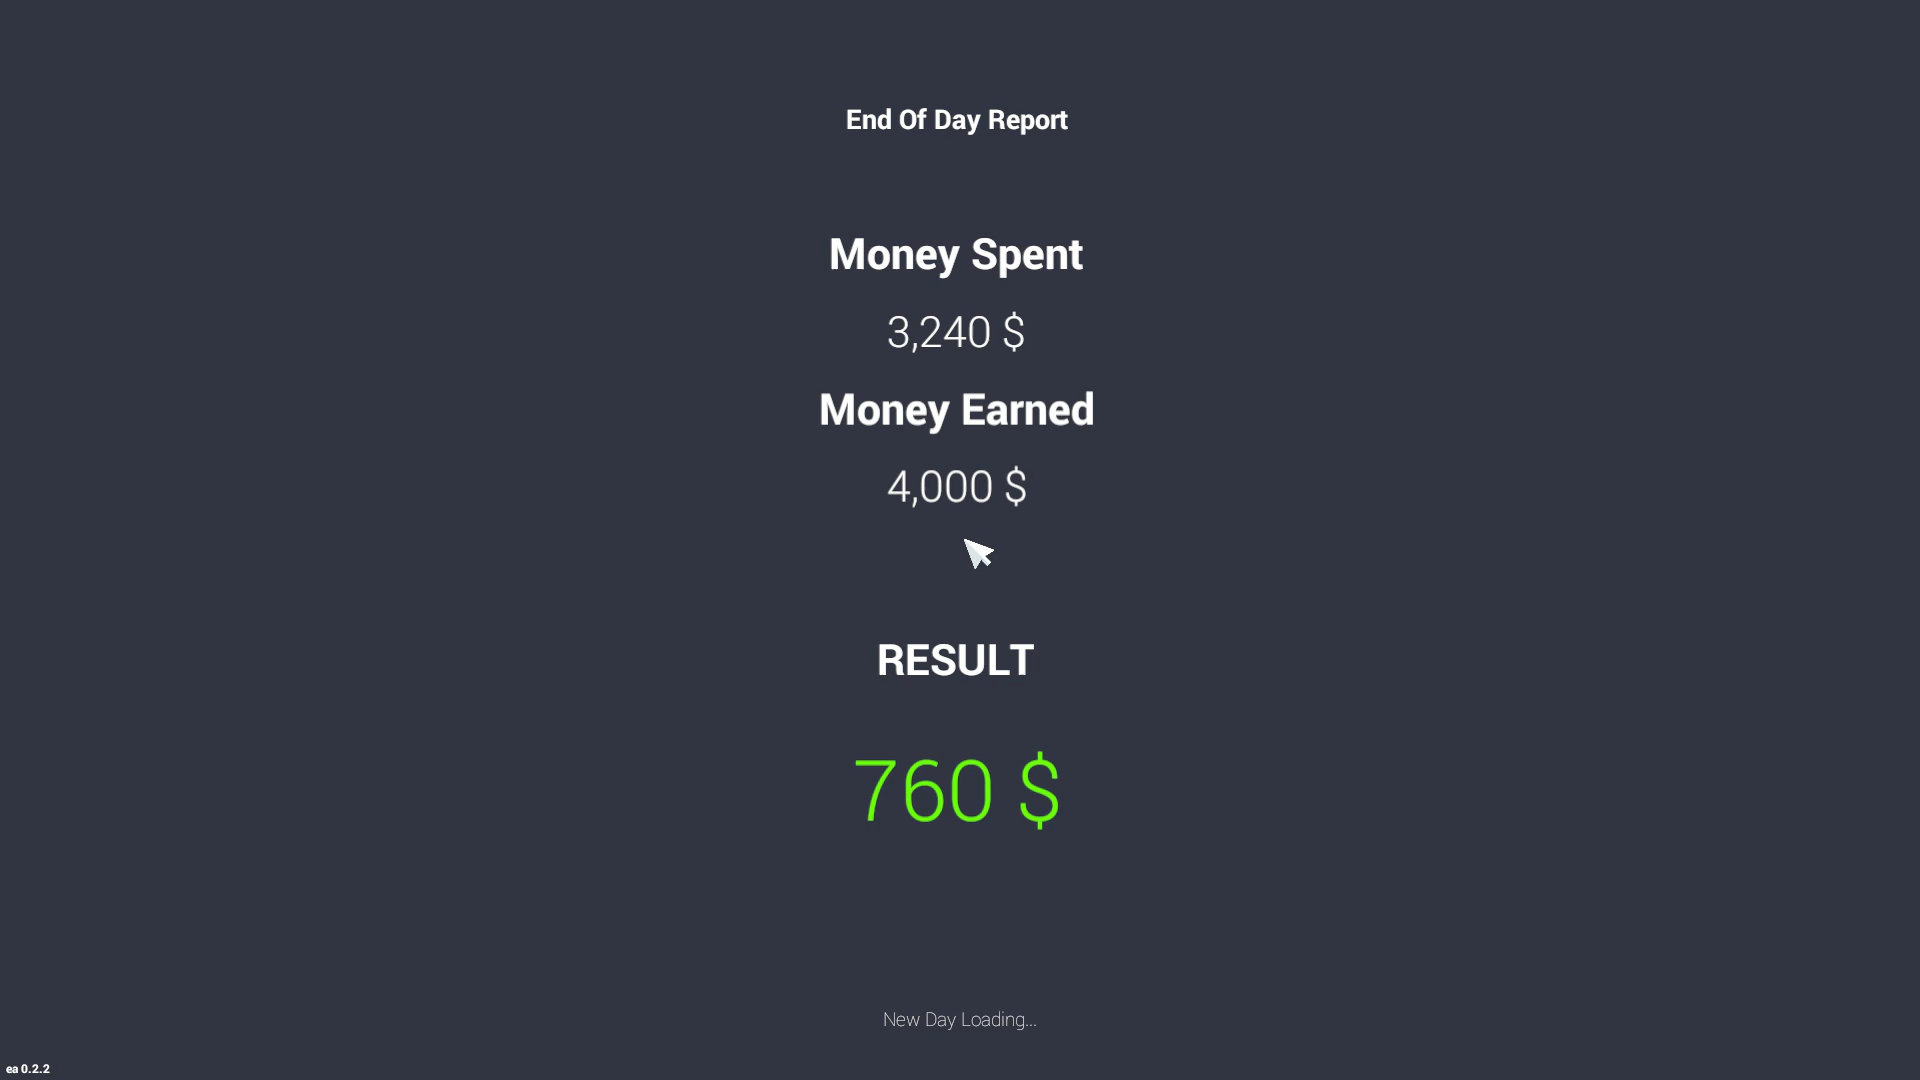 End Of Day Report
Money Spent
3,240 $
Money Earned
4,000 $
RESULT
760 $
New Day Loading...
ea 0.2.2